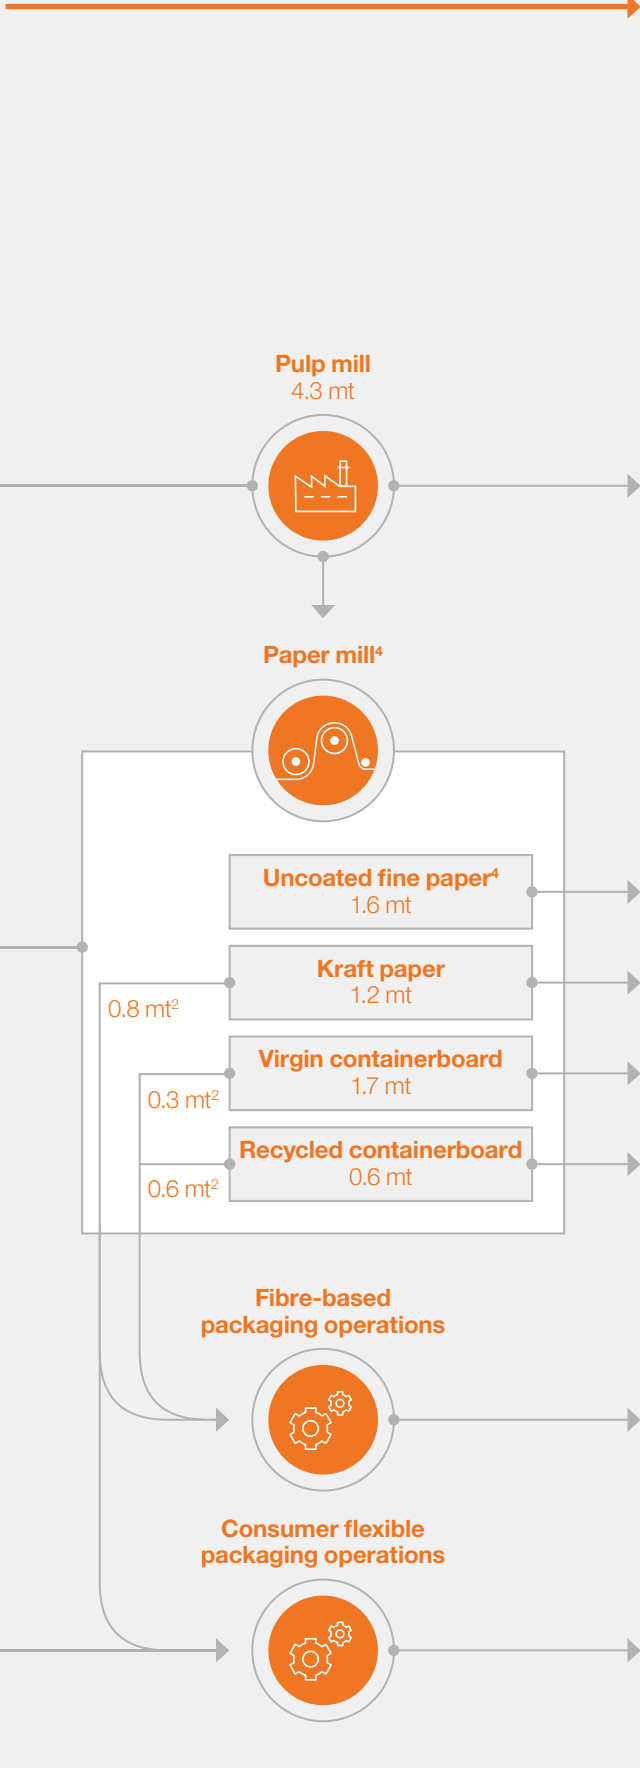 Pulp mill
4.3 mt
Paper mill⁴
Uncoated fine paper⁴
1.6 mt
Kraft paper
1.2 mt
0.8 mt²
Virgin containerboard
1.7 mt
0.3 mt²
Recycled containerboard
0.6 mt
0.6 mt²
Fibre-based
packaging operations
Consumer flexible
packaging operations